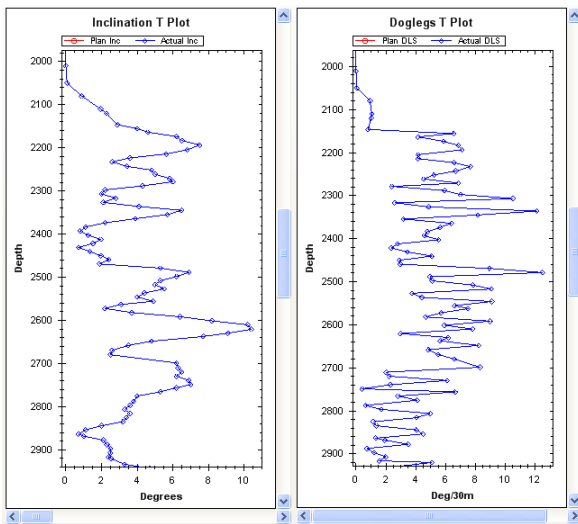 Inclination T Plot
Plan Inc Actual Inc
2000
2100
2200
2300
2400
2500
2600
2700
2800
2900
Depth
0 2 4 6 8 10
Degrees
Doglegs T Plot
Plan DLS Actual DLS
2000
2100
2200
2300
2400
2500
2600
2700
2800
2900
Depth
0 2 4 6 8 10 12
Deg/30m